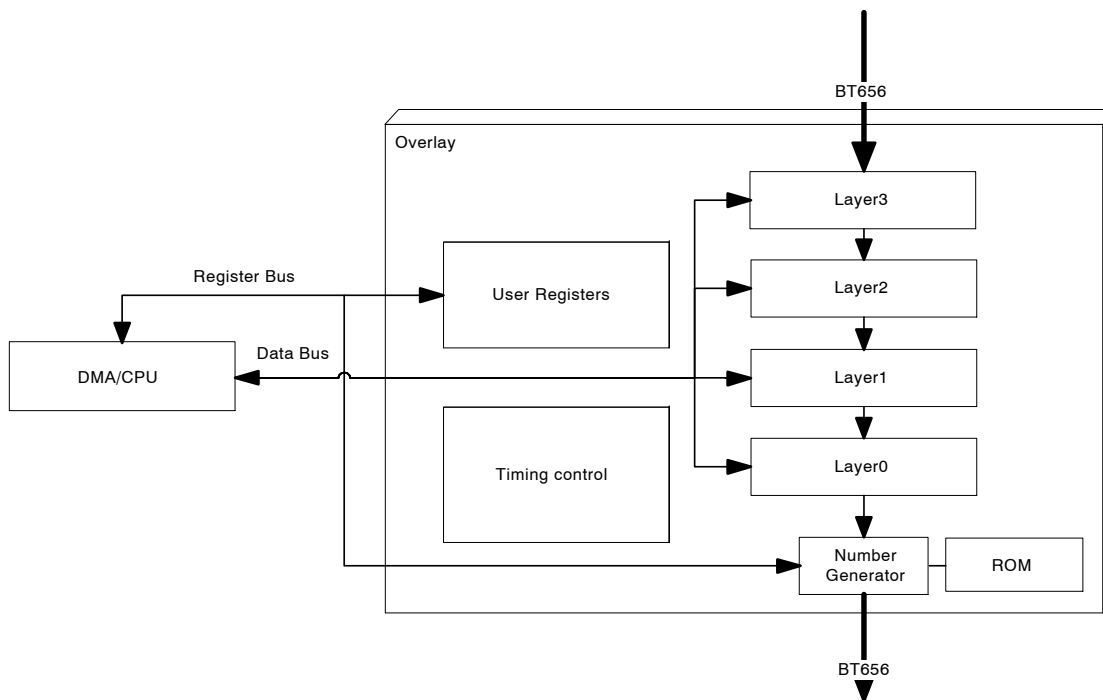 BT656
Overlay
Layer3
Register Bus
User Registers
Layer2
Data Bus
DMA/CPU
Layer1
Timing control
Layer0
Number
Generator
ROM
BT656